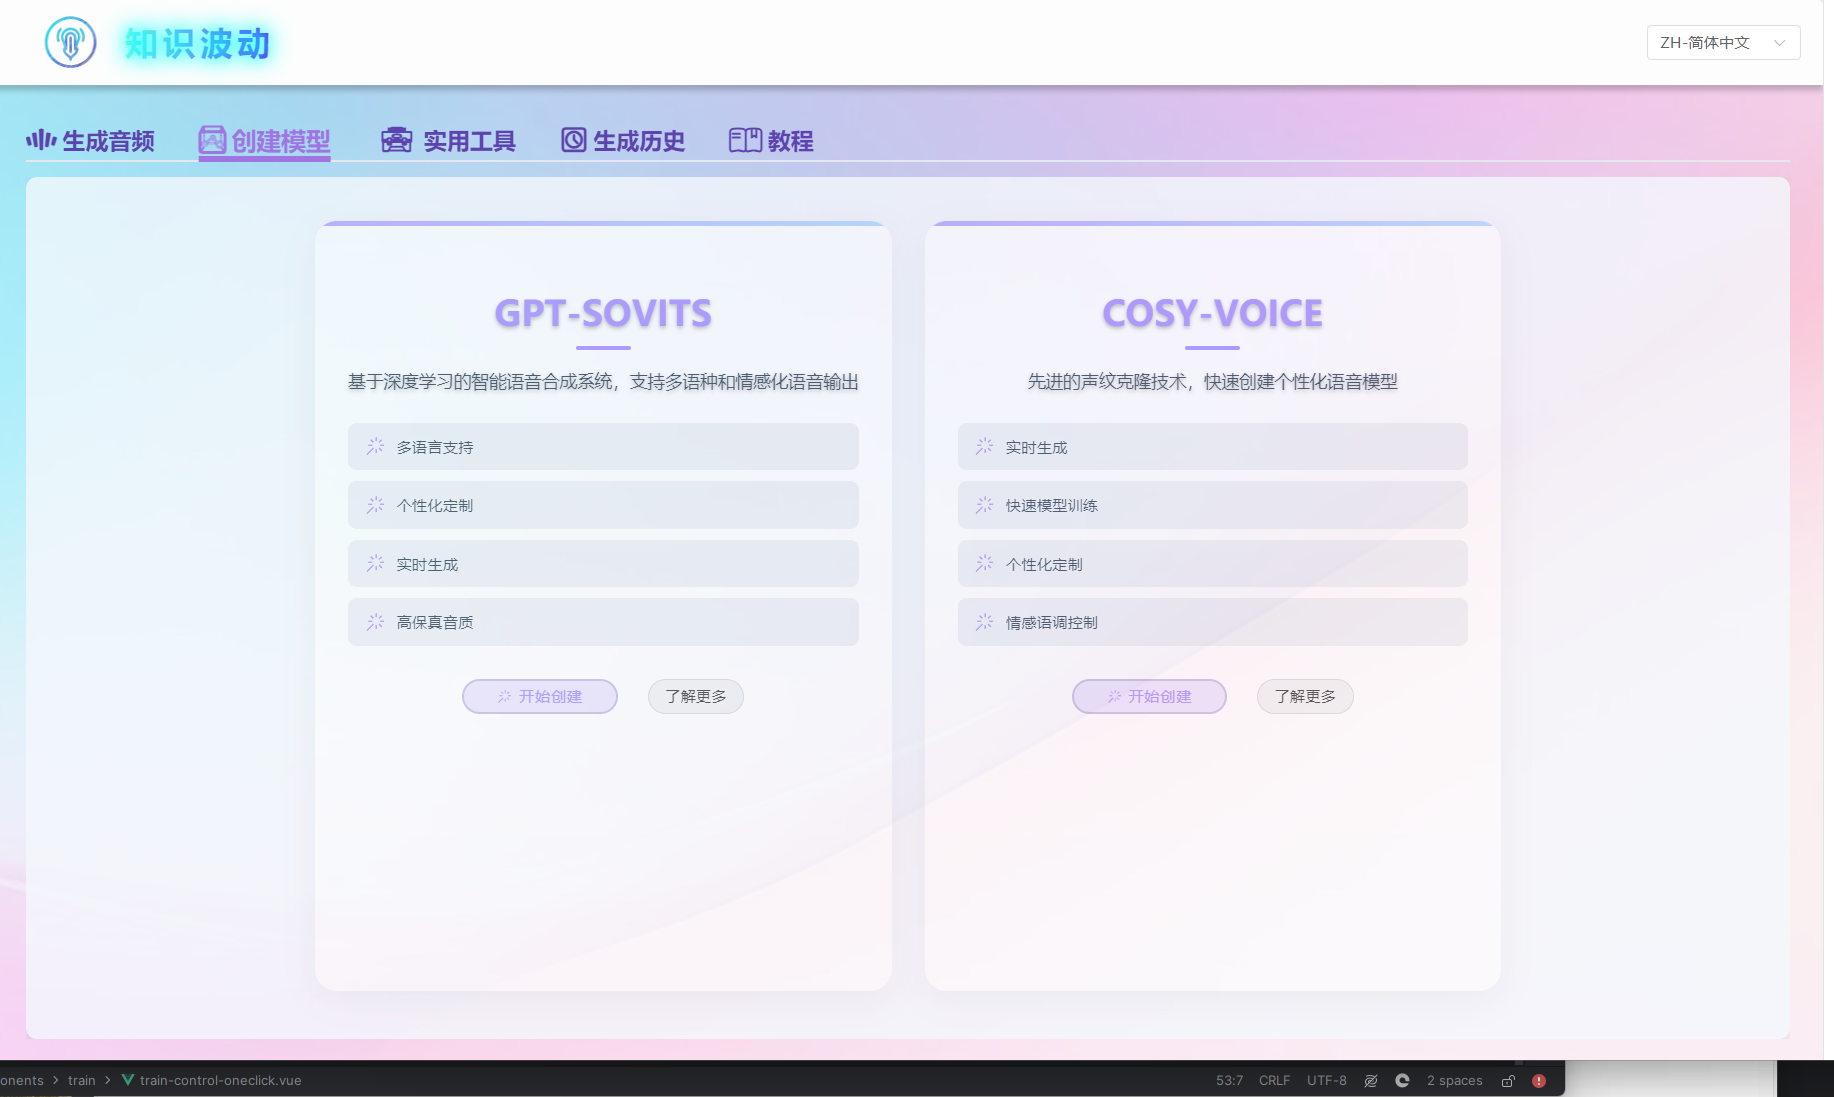 知识波动
ZH-简体中文
生成音频 创建模型 实用工具 生成历史 教程
GPT-SOVITS
基于深度学习的智能语音合成系统，支持多语种和情感化语音输出
多语言支持
个性化定制
实时生成
高保真音质
开始创建 了解更多
COSY-VOICE
先进的声纹克隆技术，快速创建个性化语音模型
实时生成
快速模型训练
个性化定制
情感语调控制
开始创建 了解更多
onents > train > train-control-oneclick.vue 53:7 CRLF UTF-8 2 spaces